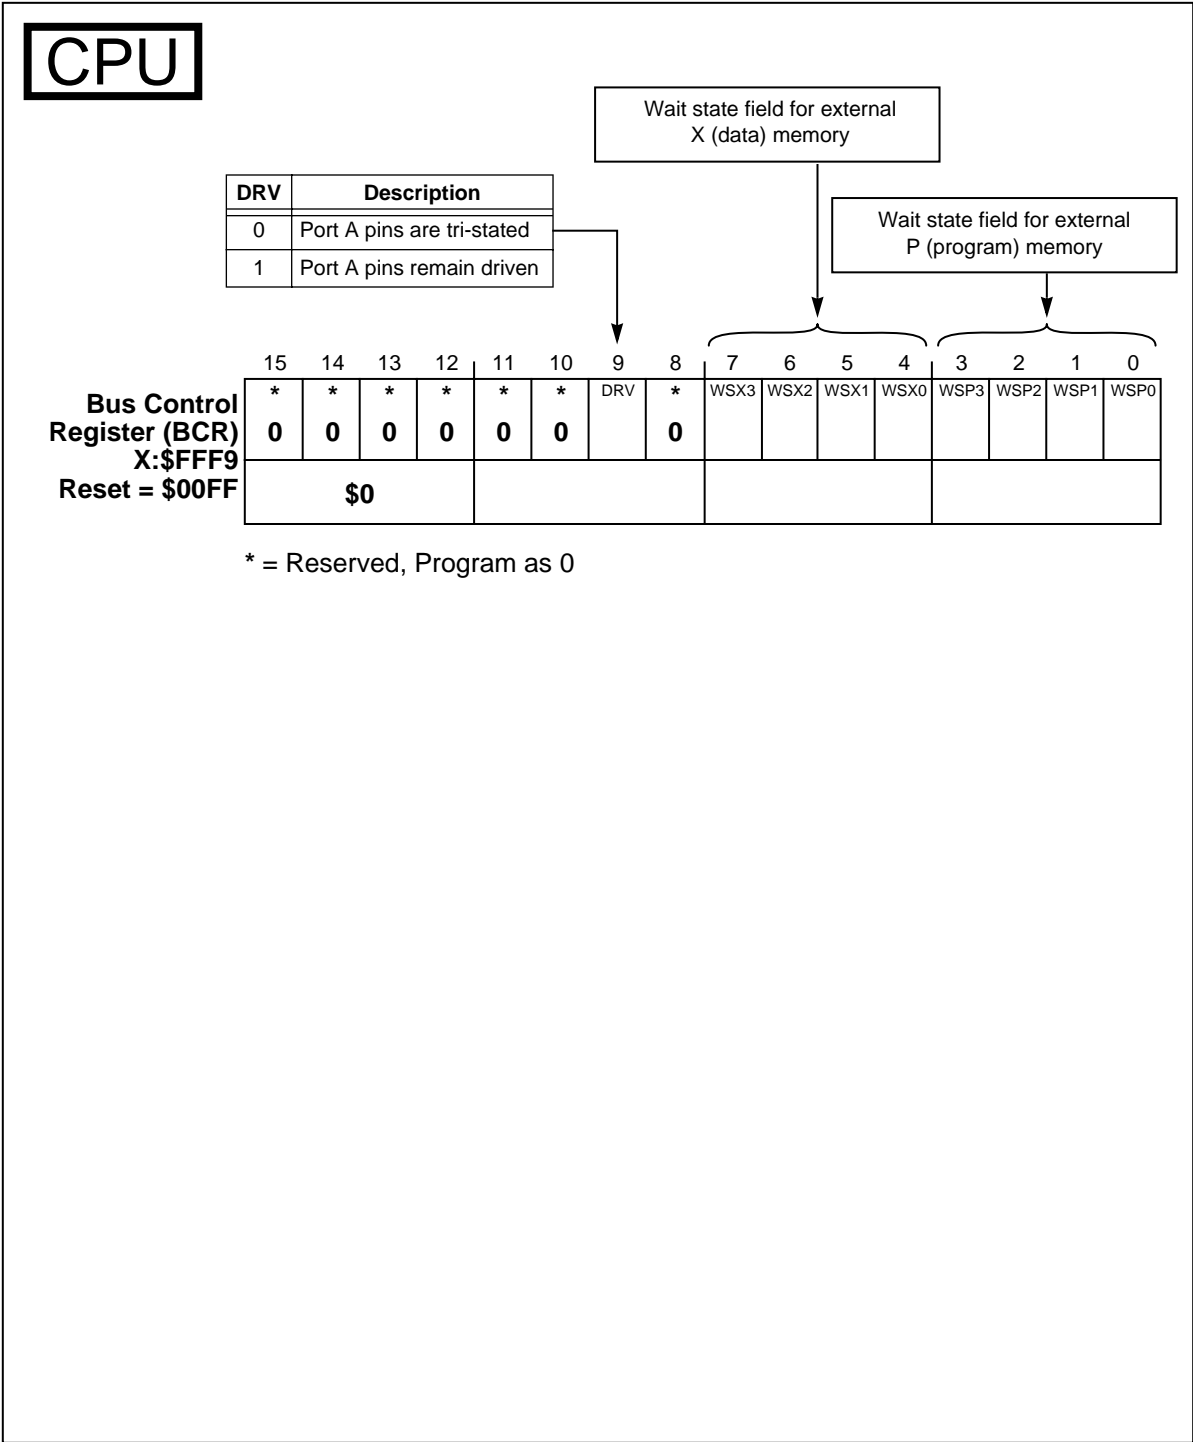 CPU
Wait state field for external
X (data) memory
DRV Description
0 Port A pins are tri-stated
1 Port A pins remain driven
Wait state field for external
P (program) memory
15 14 13 12 11 10 9 8 7 6 5 4 3 2 1 0
Bus Control
Register (BCR)
X:$FFF9
Reset = $00FF
* * * * * * DRV * WSX3 WSX2 WSX1 WSX0 WSP3 WSP2 WSP1 WSP0
0 0 0 0 0 0 0
$0
* = Reserved, Program as 0